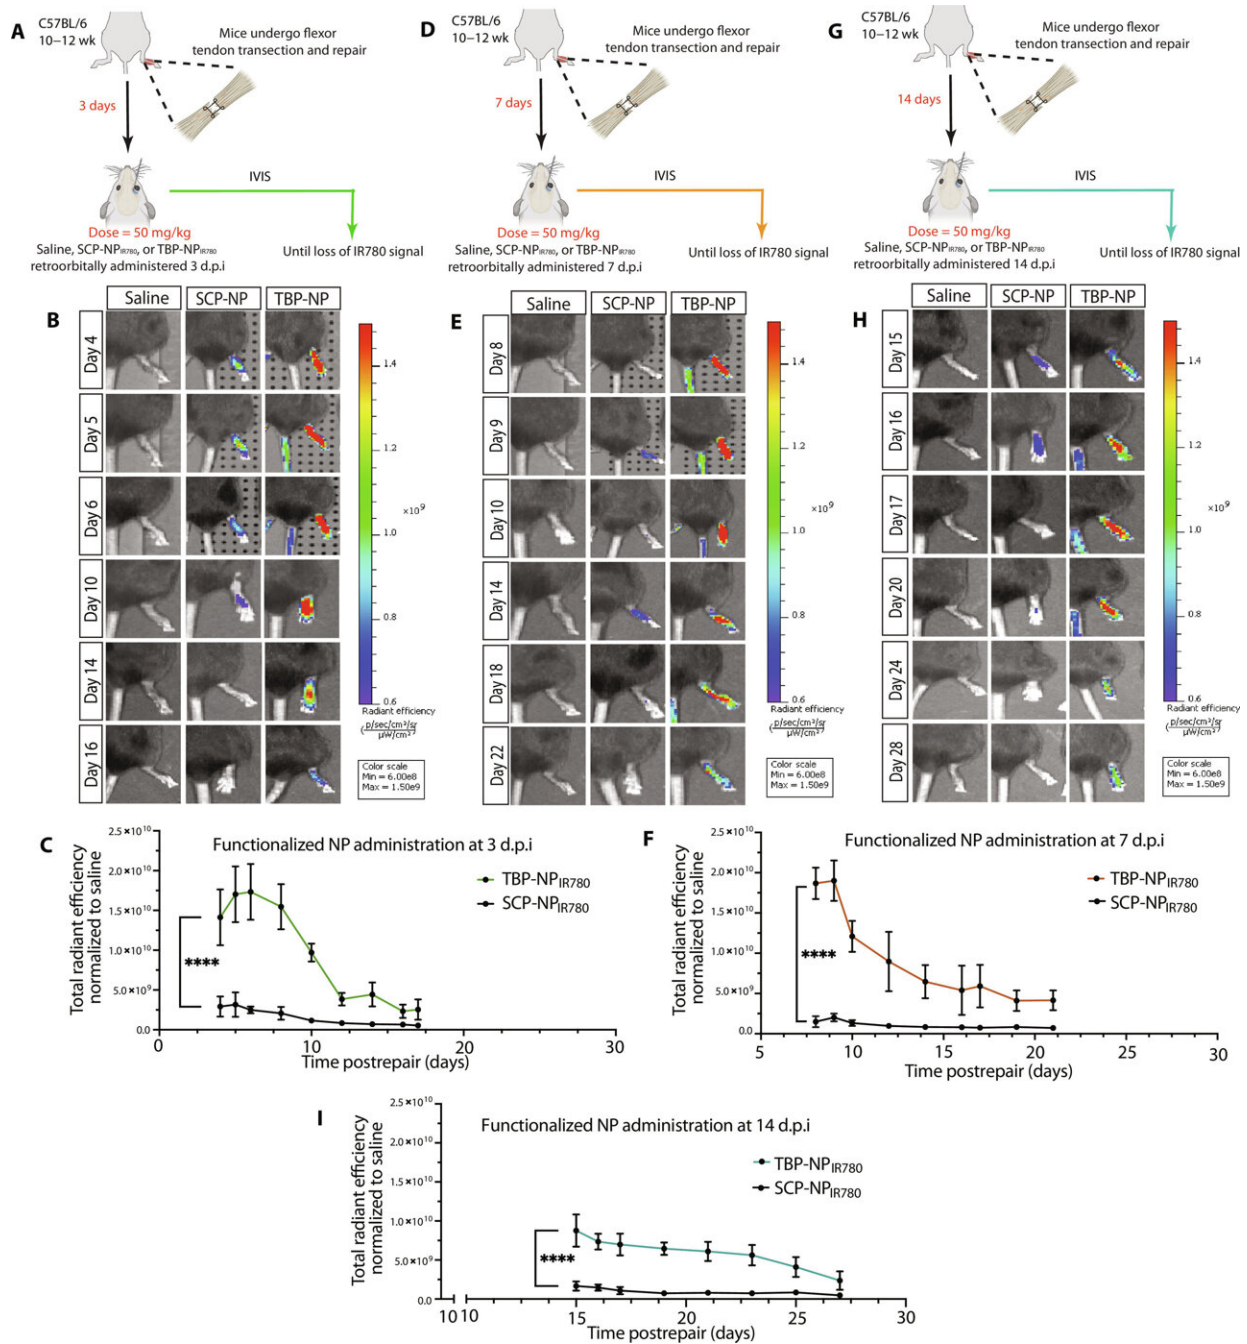 A
C57BL/6
10–12 wk
Mice undergo flexor
tendon transection and repair
3 days
IVIS
Dose = 50 mg/kg
Saline, SCP-NPIR780, or TBP-NPIR780
retroorbitally administered 3 d.p.i
Until loss of IR780 signal
D
C57BL/6
10–12 wk
Mice undergo flexor
tendon transection and repair
7 days
IVIS
Dose = 50 mg/kg
Saline, SCP-NPIR780, or TBP-NPIR780
retroorbitally administered 7 d.p.i
Until loss of IR780 signal
G
C57BL/6
10–12 wk
Mice undergo flexor
tendon transection and repair
14 days
IVIS
Dose = 50 mg/kg
Saline, SCP-NPIR780, or TBP-NPIR780
retroorbitally administered 14 d.p.i
Until loss of IR780 signal
B
Saline SCP-NP TBP-NP
Day 4
Day 5
Day 6
Day 10
Day 14
Day 16
1.4
1.2
×10⁹
1.0
0.8
0.6
Radiant efficiency
(p/sec/cm²/sr
µW/cm²)
Color scale
Min = 6.00e8
Max = 1.50e9
E
Saline SCP-NP TBP-NP
Day 8
Day 9
Day 10
Day 14
Day 18
Day 22
1.4
1.2
×10⁹
1.0
0.8
0.6
Radiant efficiency
(p/sec/cm²/sr
µW/cm²)
Color scale
Min = 6.00e8
Max = 1.50e9
H
Saline SCP-NP TBP-NP
Day 15
Day 16
Day 17
Day 20
Day 24
Day 28
1.4
1.2
×10⁹
1.0
0.8
0.6
Radiant efficiency
(p/sec/cm²/sr
µW/cm²)
Color scale
Min = 6.00e8
Max = 1.50e9
C
Functionalized NP administration at 3 d.p.i
Total radiant efficiency
normalized to saline
2.5×10¹⁰
2.0×10¹⁰
1.5×10¹⁰
1.0×10¹⁰
5.0×10⁹
0.0
****
TBP-NPIR780
SCP-NPIR780
0 10 20 30
Time postrepair (days)
F
Functionalized NP administration at 7 d.p.i
Total radiant efficiency
normalized to saline
2.5×10¹⁰
2.0×10¹⁰
1.5×10¹⁰
1.0×10¹⁰
5.0×10⁹
0.0
****
TBP-NPIR780
SCP-NPIR780
5 10 15 20 25 30
Time postrepair (days)
I
Functionalized NP administration at 14 d.p.i
Total radiant efficiency
normalized to saline
2.5×10¹⁰
2.0×10¹⁰
1.5×10¹⁰
1.0×10¹⁰
5.0×10⁹
0.0
****
TBP-NPIR780
SCP-NPIR780
10 10 15 20 25 30
Time postrepair (days)